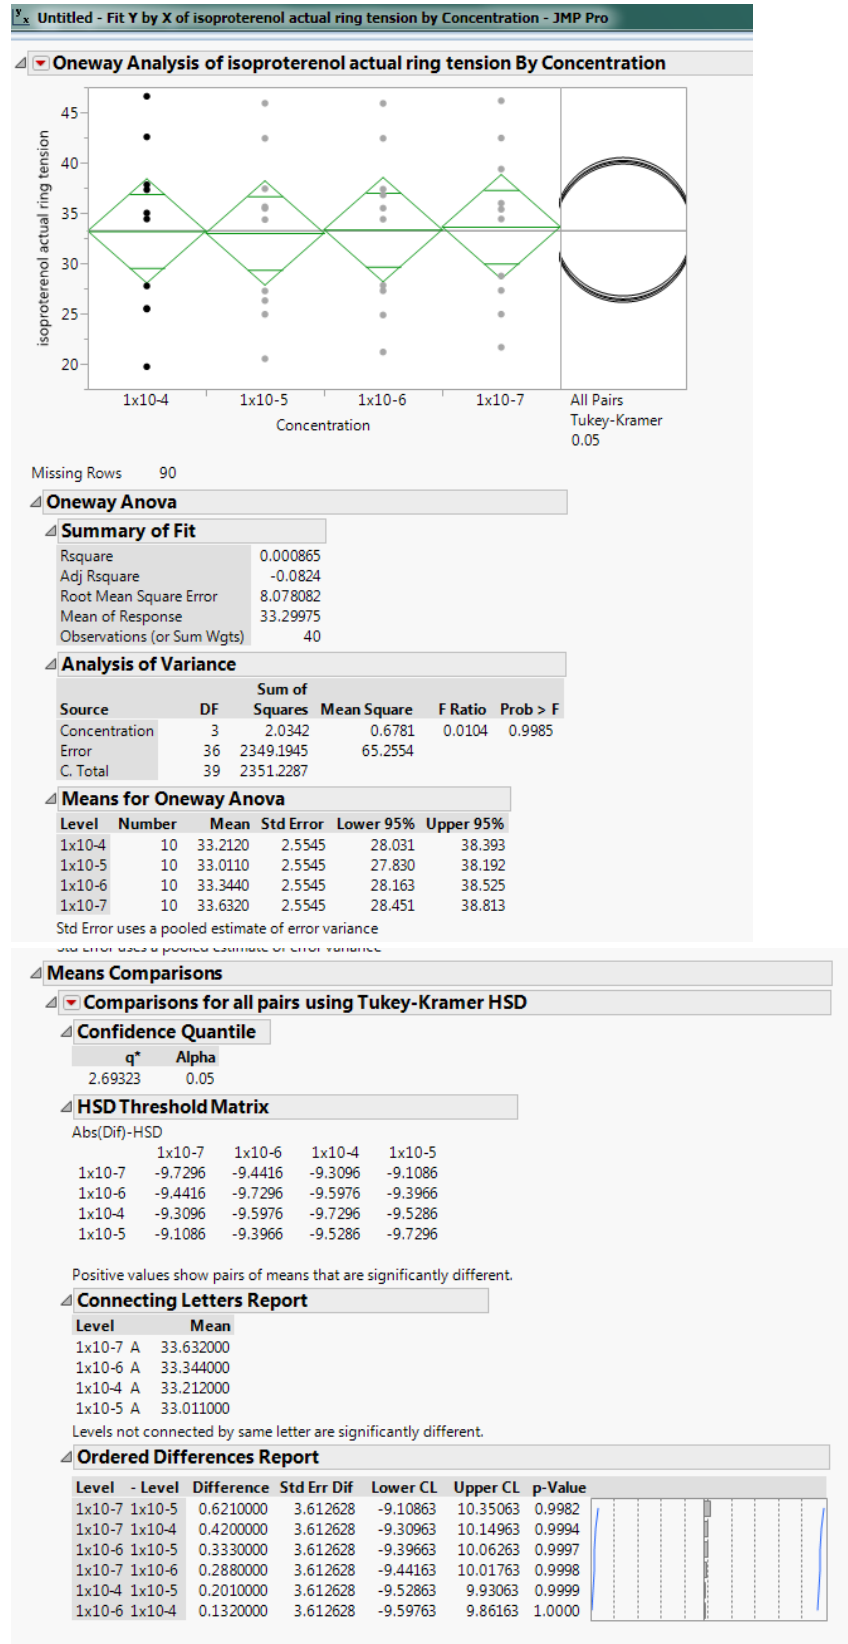 Untitled - Fit Y by X of isoproterenol actual ring tension by Concentration - JMP Pro
Oneway Analysis of isoproterenol actual ring tension By Concentration
isoproterenol actual ring tension
45
40
35
30
25
20
1x10-4 1x10-5 1x10-6 1x10-7
Concentration
All Pairs
Tukey-Kramer
0.05
Missing Rows 90
Oneway Anova
Summary of Fit
Rsquare 0.000865
Adj Rsquare -0.0824
Root Mean Square Error 8.078082
Mean of Response 33.29975
Observations (or Sum Wgts) 40
Analysis of Variance
Sum of
Source DF Squares Mean Square F Ratio Prob > F
Concentration 3 2.0342 0.6781 0.0104 0.9985
Error 36 2349.1945 65.2554
C. Total 39 2351.2287
Means for Oneway Anova
Level Number Mean Std Error Lower 95% Upper 95%
1x10-4 10 33.2120 2.5545 28.031 38.393
1x10-5 10 33.0110 2.5545 27.830 38.192
1x10-6 10 33.3440 2.5545 28.163 38.525
1x10-7 10 33.6320 2.5545 28.451 38.813
Std Error uses a pooled estimate of error variance
Std Error uses a pooled estimate of error variance
Means Comparisons
Comparisons for all pairs using Tukey-Kramer HSD
Confidence Quantile
q* Alpha
2.69323 0.05
HSD Threshold Matrix
Abs(Dif)-HSD
1x10-7 1x10-6 1x10-4 1x10-5
1x10-7 -9.7296 -9.4416 -9.3096 -9.1086
1x10-6 -9.4416 -9.7296 -9.5976 -9.3966
1x10-4 -9.3096 -9.5976 -9.7296 -9.5286
1x10-5 -9.1086 -9.3966 -9.5286 -9.7296
Positive values show pairs of means that are significantly different.
Connecting Letters Report
Level Mean
1x10-7 A 33.632000
1x10-6 A 33.344000
1x10-4 A 33.212000
1x10-5 A 33.011000
Levels not connected by same letter are significantly different.
Ordered Differences Report
Level - Level Difference Std Err Dif Lower CL Upper CL p-Value
1x10-7 1x10-5 0.6210000 3.612628 -9.10863 10.35063 0.9982
1x10-7 1x10-4 0.4200000 3.612628 -9.30963 10.14963 0.9994
1x10-6 1x10-5 0.3330000 3.612628 -9.39663 10.06263 0.9997
1x10-7 1x10-6 0.2880000 3.612628 -9.44163 10.01763 0.9998
1x10-4 1x10-5 0.2010000 3.612628 -9.52863 9.93063 0.9999
1x10-6 1x10-4 0.1320000 3.612628 -9.59763 9.86163 1.0000